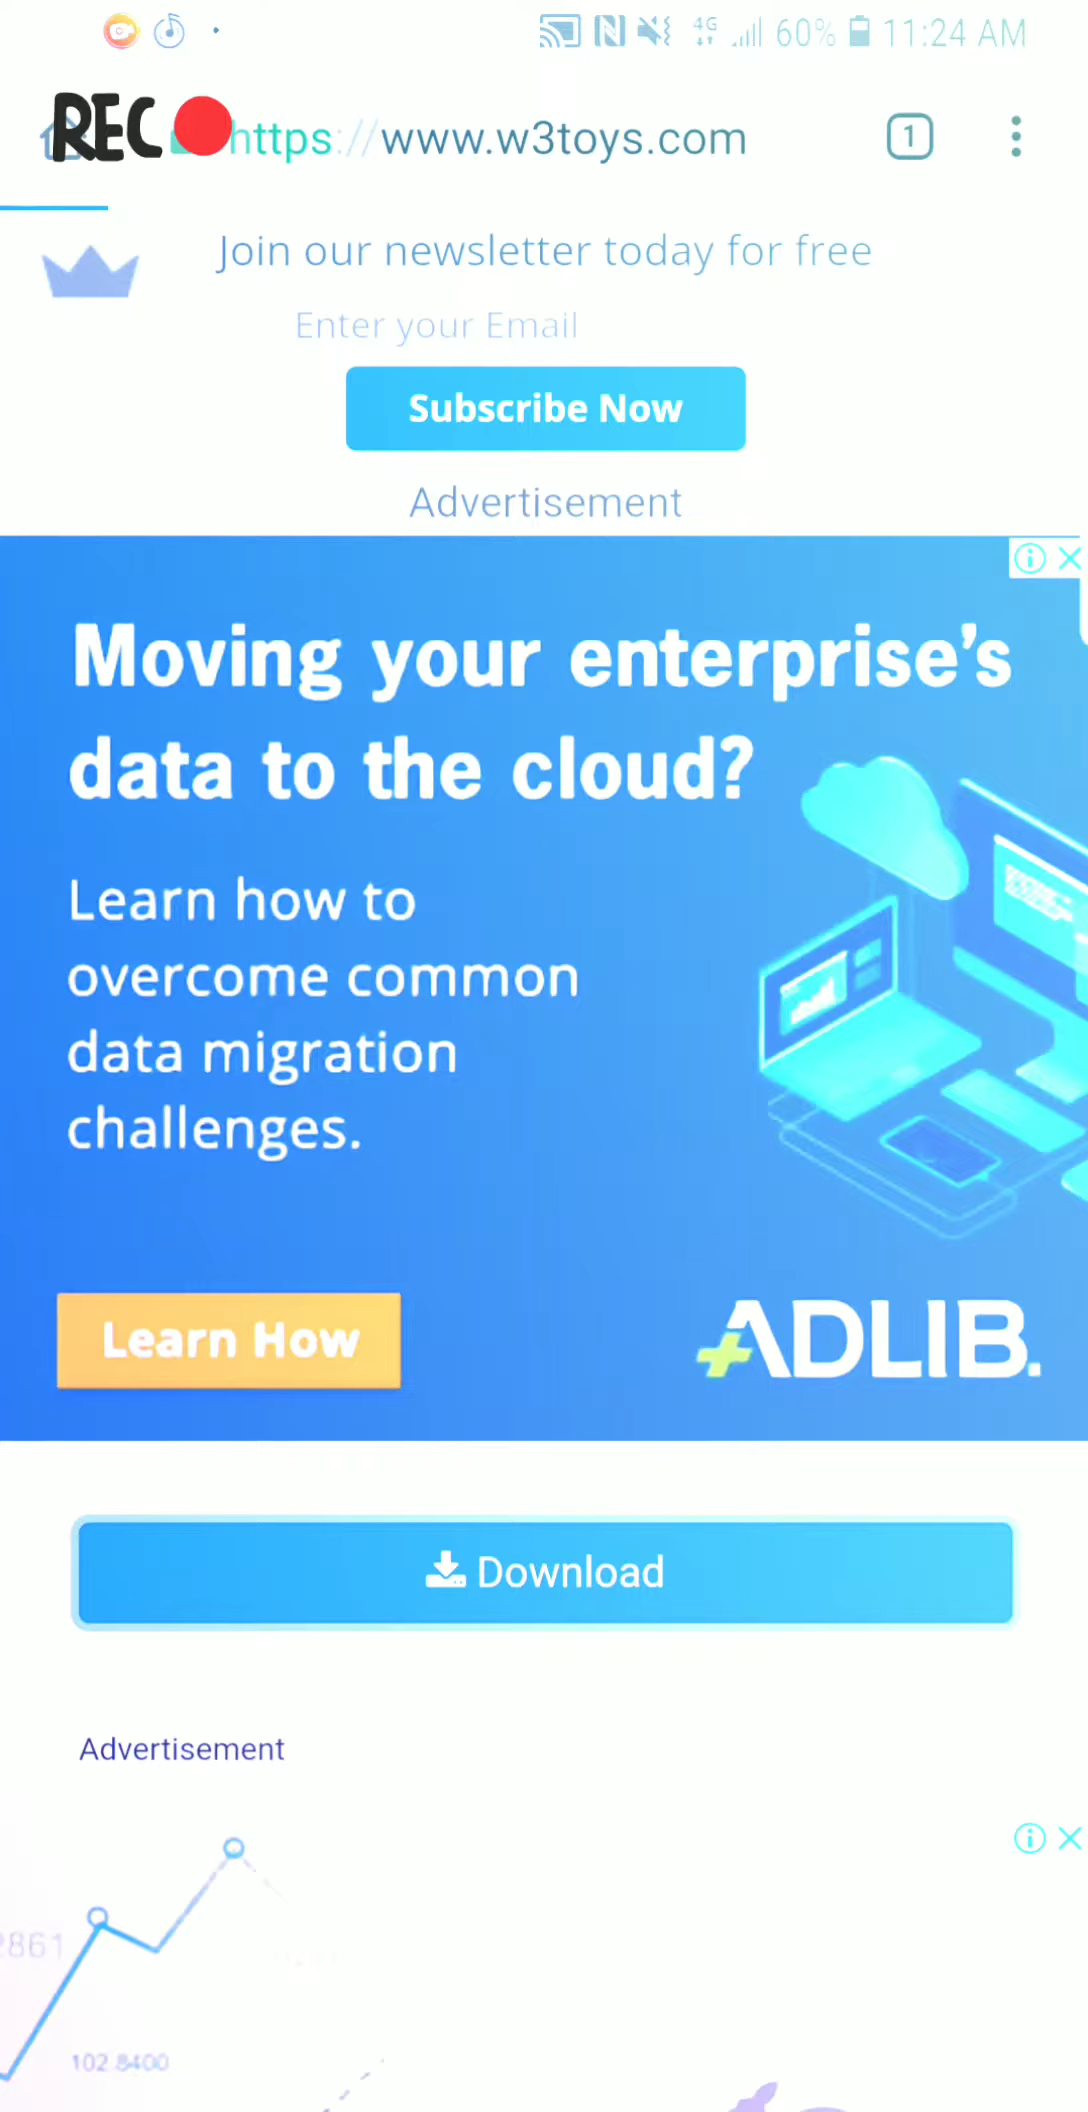 4G 60% 11:24 AM
REC https://www.w3toys.com 1
Join our newsletter today for free
Enter your Email
Subscribe Now
Advertisement
Moving your enterprise's
data to the cloud?
Learn how to
overcome common
data migration
challenges.
Learn How
ADLIB.
Download
Advertisement
2861
102.8400